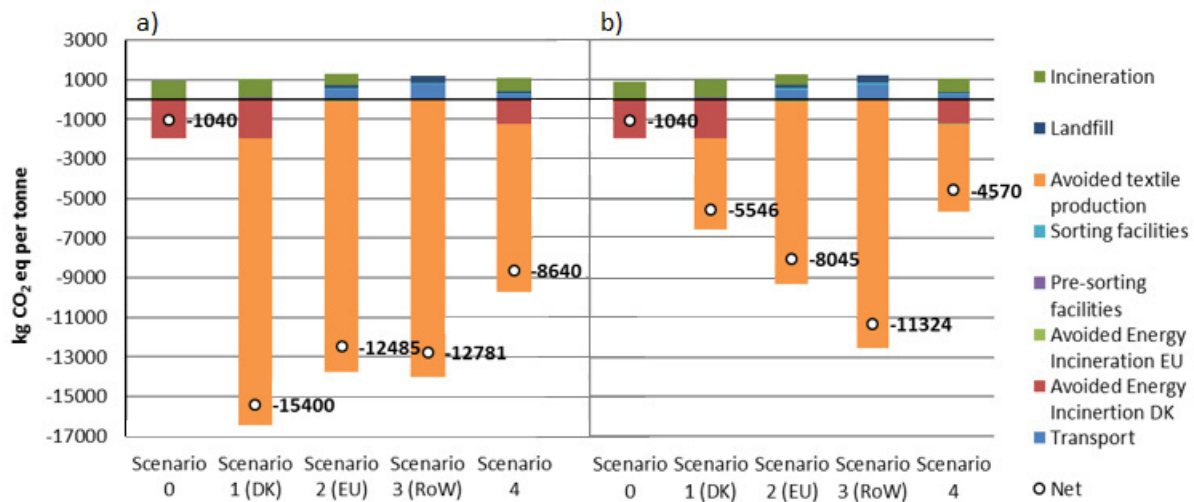 a)
b)
kg CO₂ eq per tonne
3000
1000
-1000
-3000
-5000
-7000
-9000
-11000
-13000
-15000
-17000
-1040
-15400
-12485
-12781
-8640
-1040
-5546
-8045
-11324
-4570
Scenario
0
Scenario
1 (DK)
Scenario
2 (EU)
Scenario
3 (RoW)
Scenario
4
Scenario
0
Scenario
1 (DK)
Scenario
2 (EU)
Scenario
3 (RoW)
Scenario
4
Incineration
Landfill
Avoided textile
production
Sorting facilities
Pre-sorting
facilities
Avoided Energy
Incineration EU
Avoided Energy
Incinertion DK
Transport
Net